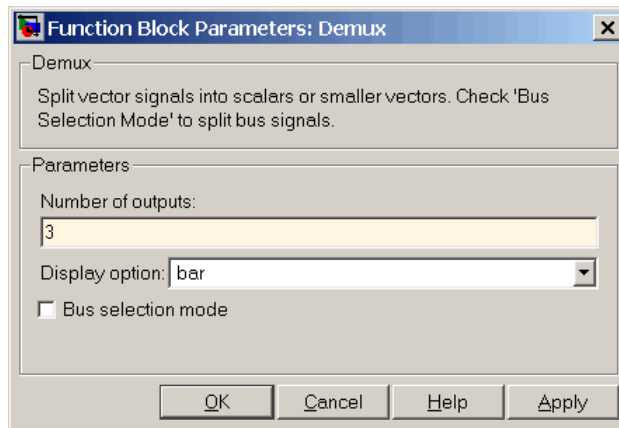 Function Block Parameters: Demux
Demux
Split vector signals into scalars or smaller vectors. Check 'Bus
Selection Mode' to split bus signals.
Parameters
Number of outputs:
3
Display option: bar
Bus selection mode
OK Cancel Help Apply